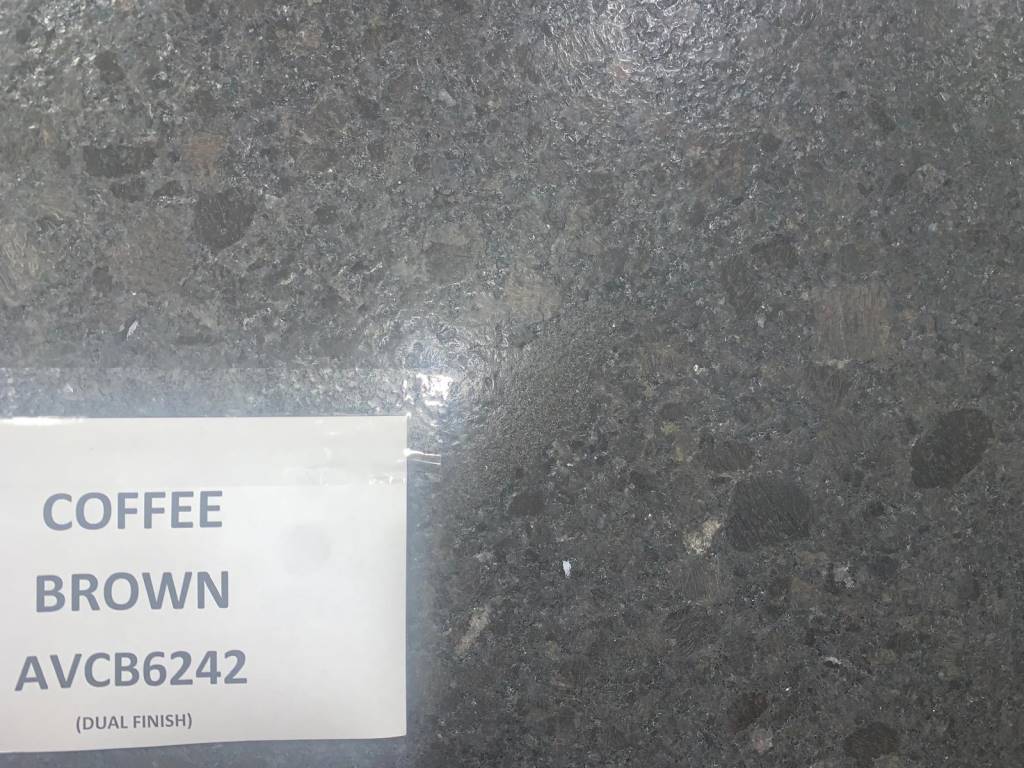 COFFEE
BROWN
AVCB6242
(DUAL FINISH)